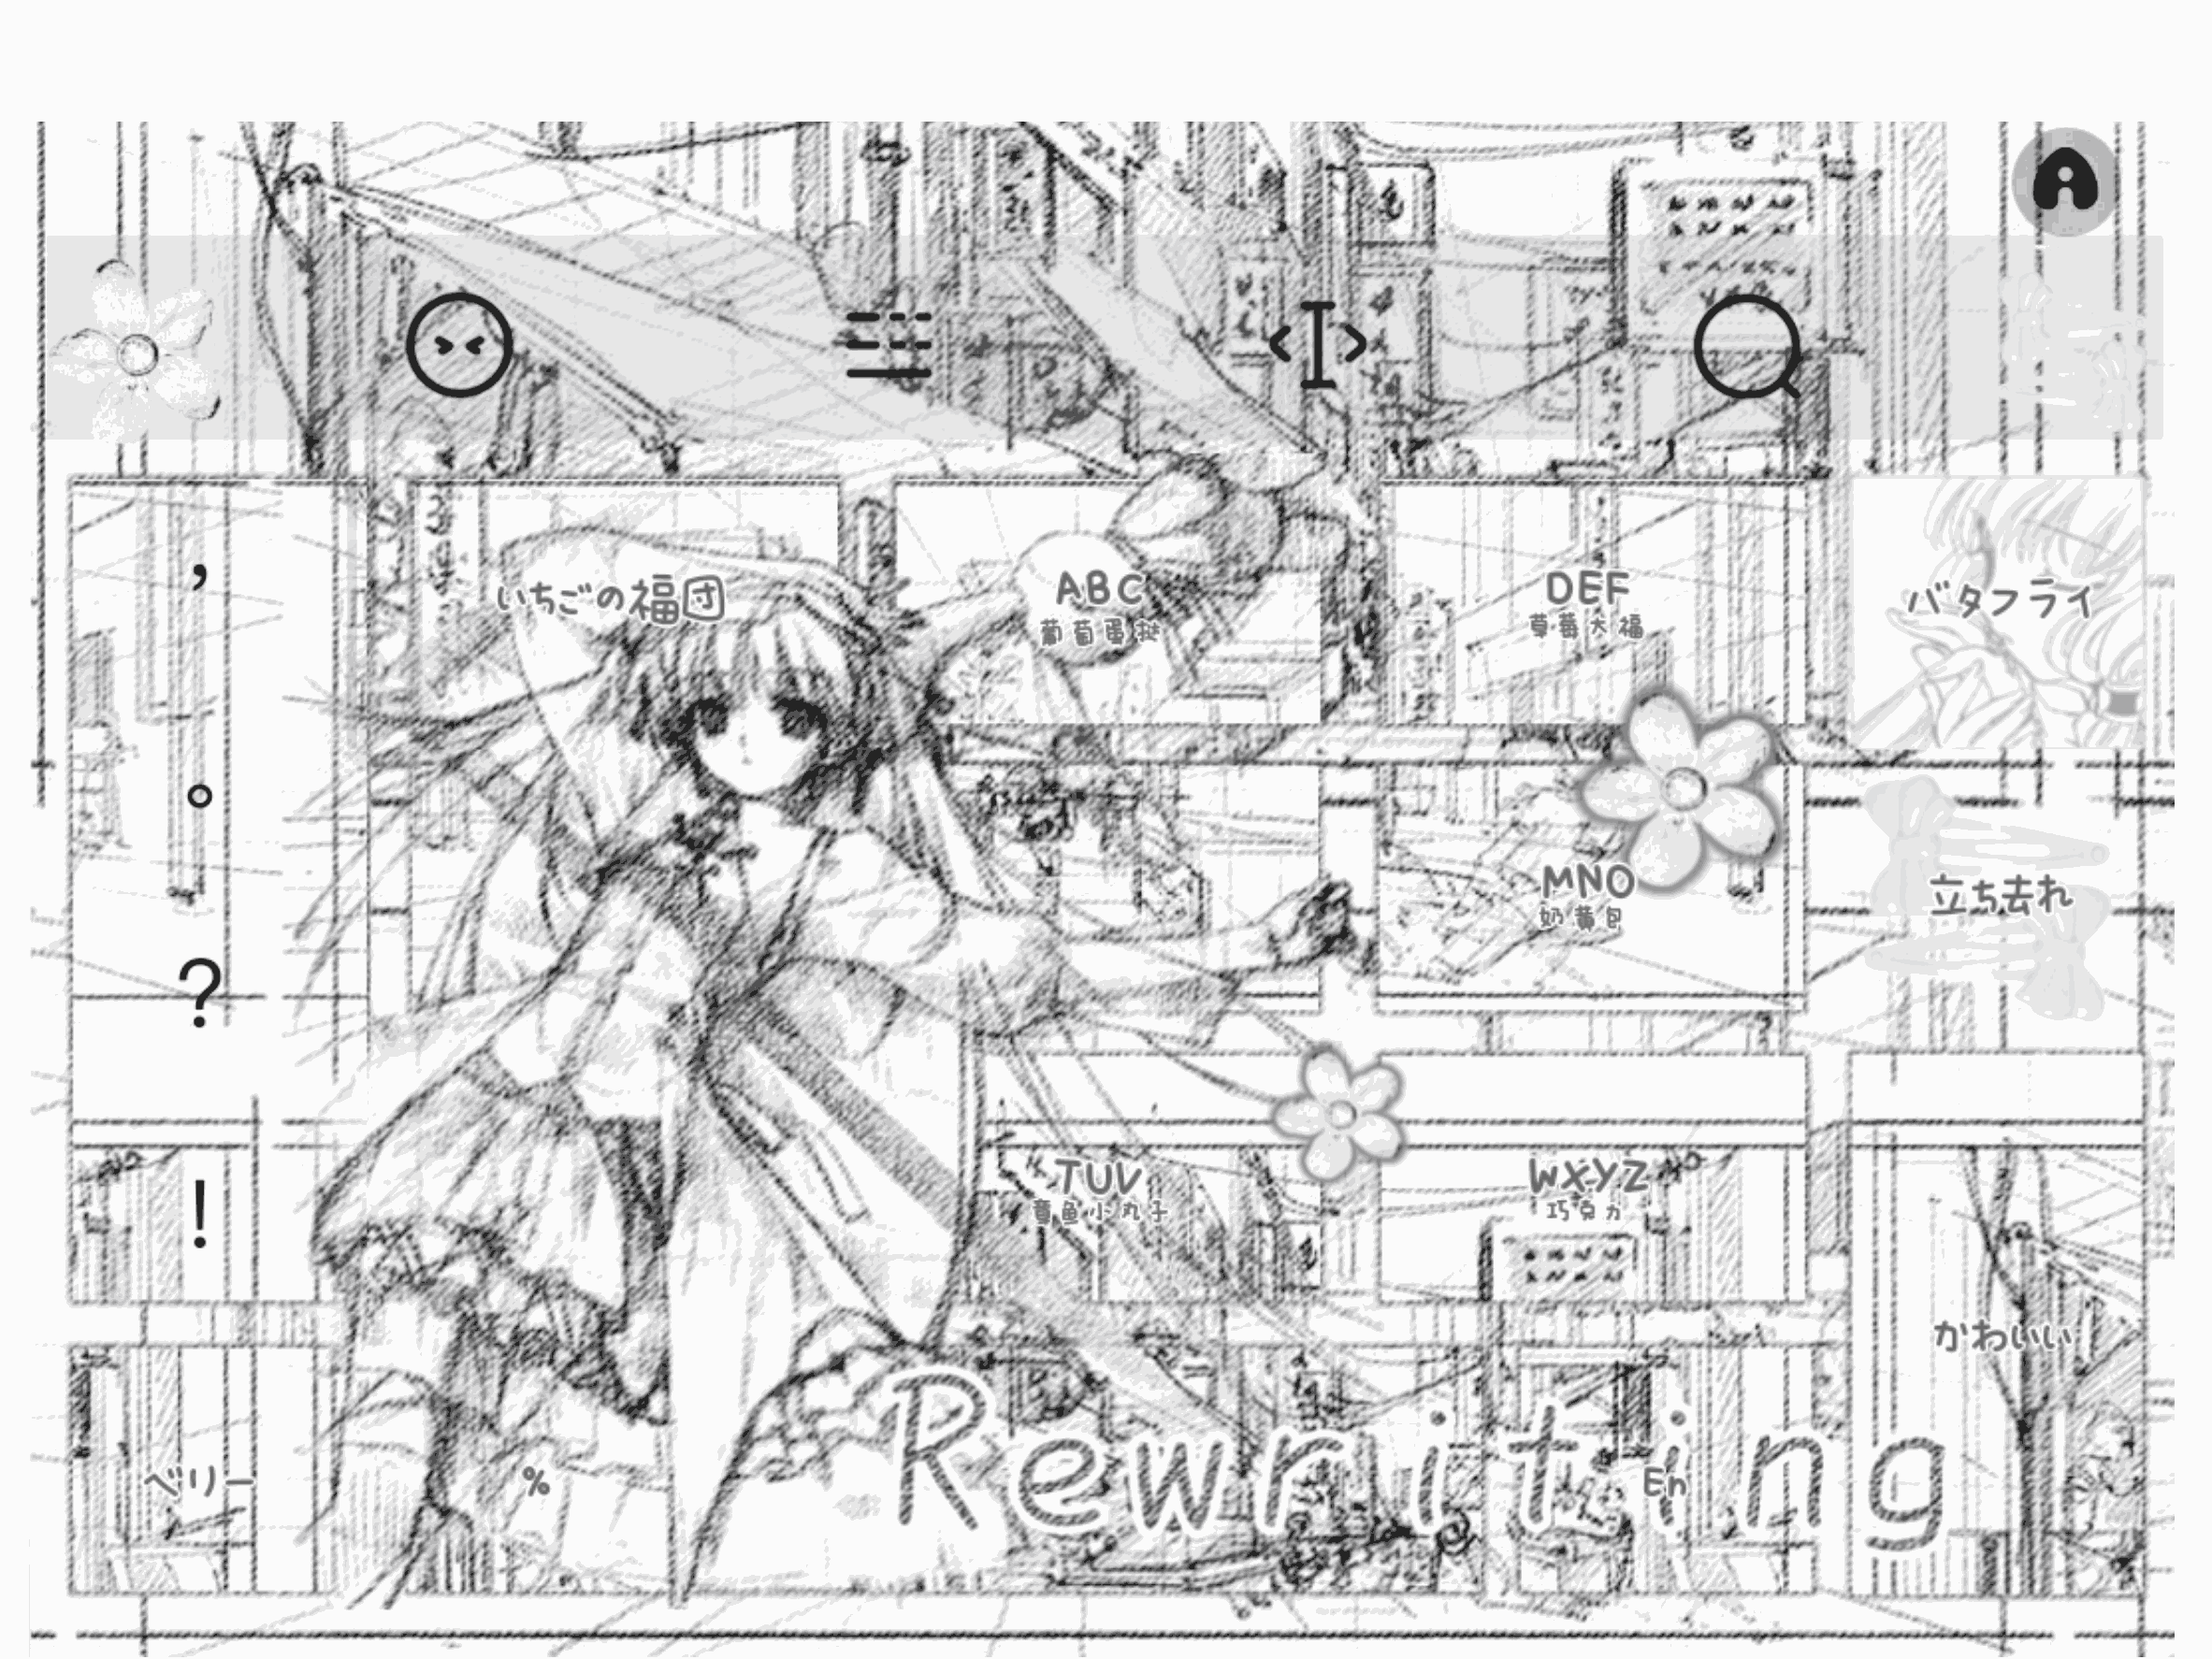 ,
いちごの福団
ABC
葡萄蛋挞
DEF
草莓大福
バタフライ
。
MNO
奶黄包
立ち去れ
?
TUV
章鱼小丸子
WXYZ
巧克力
!
かわいい
ベリー
%
Rewriting
En